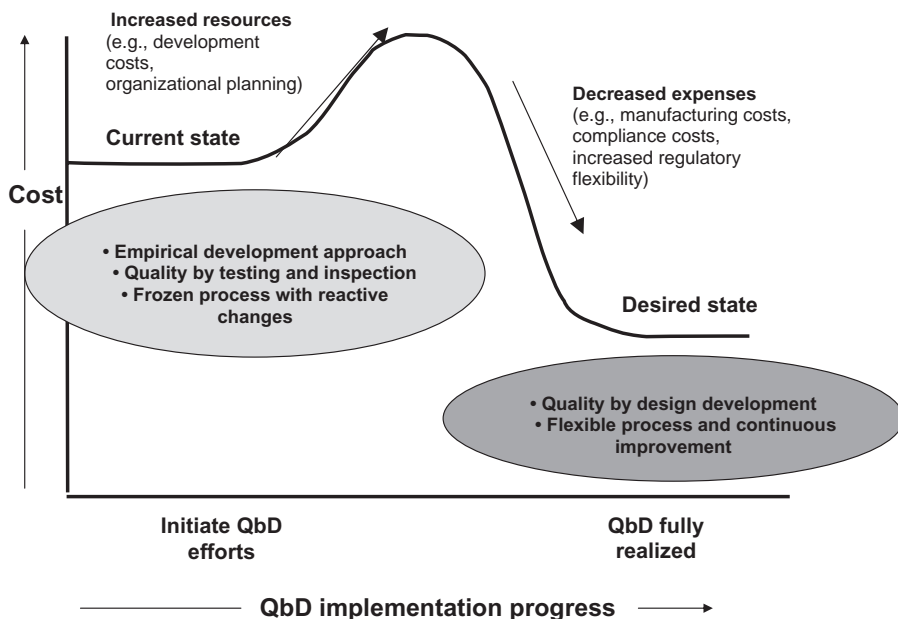 Increased resources
(e.g., development
costs,
organizational planning)
Current state
Cost
Decreased expenses
(e.g., manufacturing costs,
compliance costs,
increased regulatory
flexibility)
• Empirical development approach
• Quality by testing and inspection
• Frozen process with reactive
changes
Desired state
• Quality by design development
• Flexible process and continuous
improvement
Initiate QbD
efforts
QbD fully
realized
QbD implementation progress